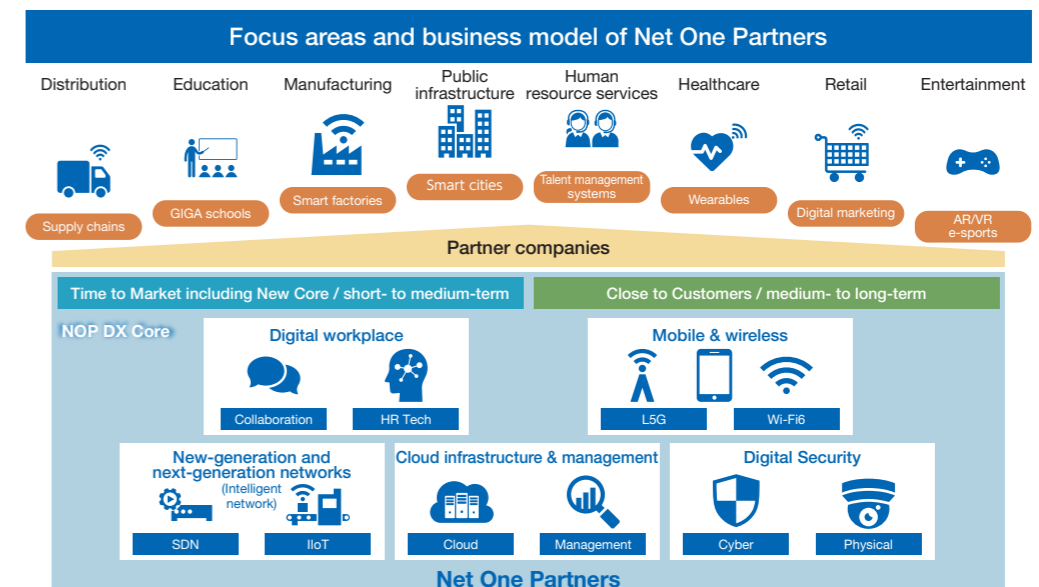 Focus areas and business model of Net One Partners
Distribution
Education
Manufacturing
Public
infrastructure
Human
resource services
Healthcare
Retail
Entertainment
Supply chains
GIGA schools
Smart factories
Smart cities
Talent management
systems
Wearables
Digital marketing
AR/VR
e-sports
Partner companies
Time to Market including New Core / short- to medium-term
Close to Customers / medium- to long-term
NOP DX Core
Digital workplace
Collaboration
HR Tech
Mobile & wireless
L5G
Wi-Fi6
New-generation and
next-generation networks
(Intelligent
network)
SDN
IIoT
Cloud infrastructure & management
Cloud
Management
Digital Security
Cyber
Physical
Net One Partners